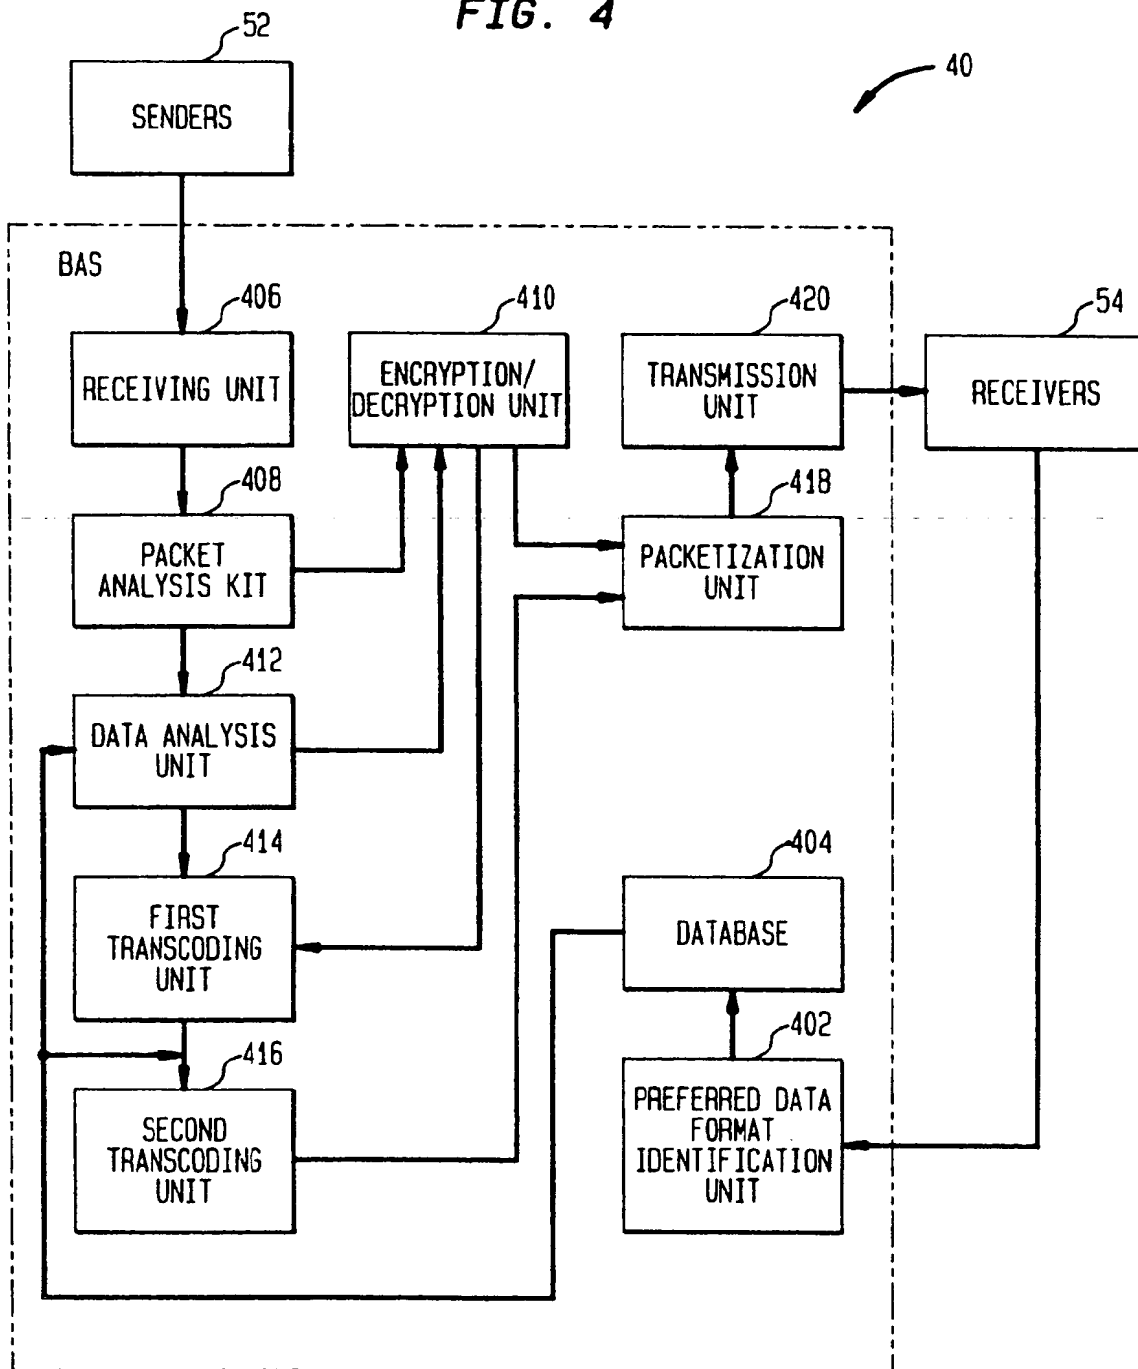 FIG. 4
52
40
SENDERS
BAS
406
410
420
54
RECEIVING UNIT
ENCRYPTION/
DECRYPTION UNIT
TRANSMISSION
UNIT
RECEIVERS
408
418
PACKET
ANALYSIS KIT
PACKETIZATION
UNIT
412
DATA ANALYSIS
UNIT
414
404
FIRST
TRANSCODING
UNIT
DATABASE
416
402
SECOND
TRANSCODING
UNIT
PREFERRED DATA
FORMAT
IDENTIFICATION
UNIT